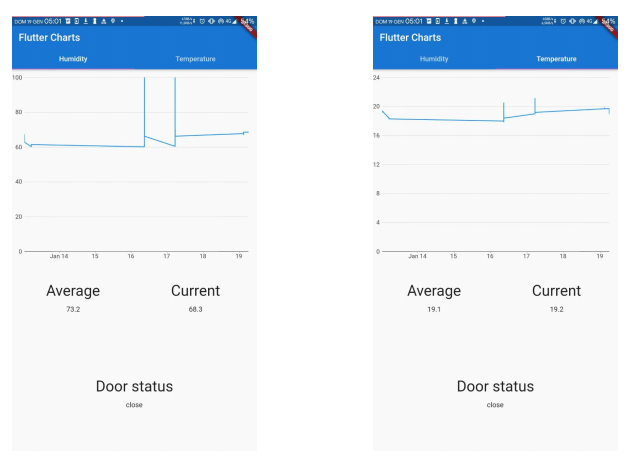 DOM 19 GEN 05:01
4G 54%
Flutter Charts
Humidity Temperature
100
80
60
40
20
0
Jan 14 15 16 17 18 19
Average Current
73.2 68.3
Door status
close
DOM 19 GEN 05:01
4G 54%
Flutter Charts
Humidity Temperature
24
20
16
12
8
4
0
Jan 14 15 16 17 18 19
Average Current
19.1 19.2
Door status
close